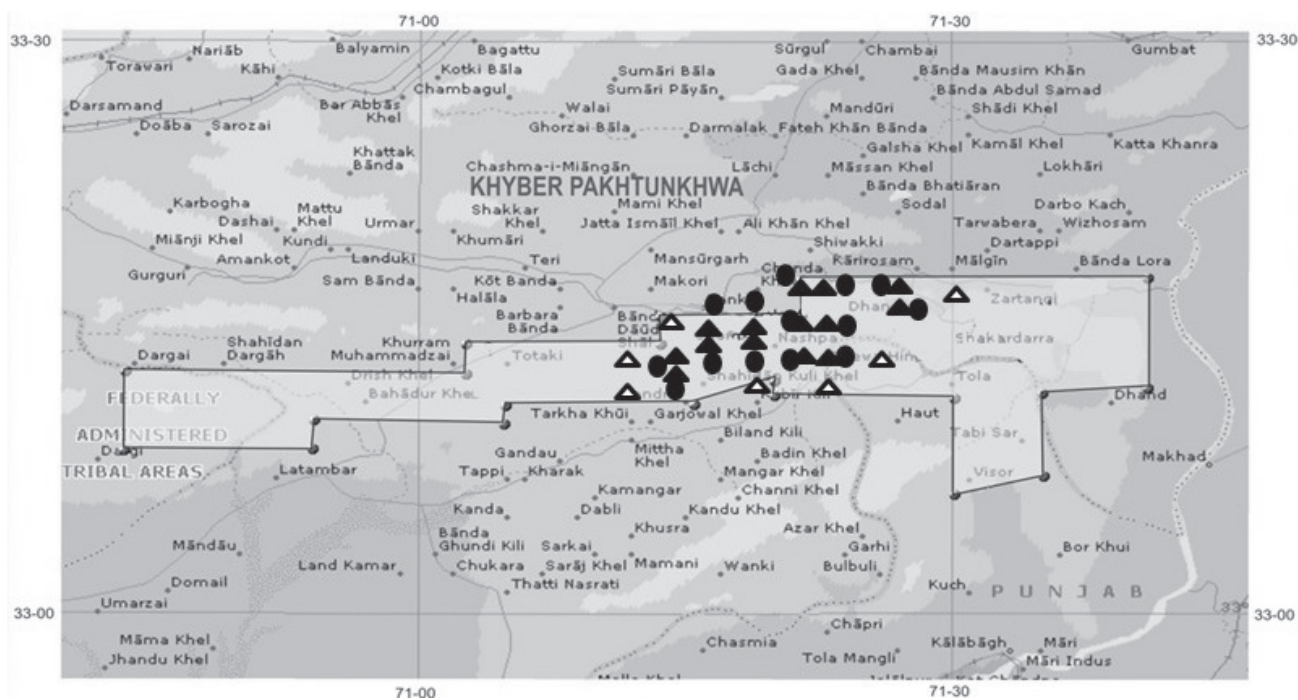 71-00
71-30
33-30
33-30
Torawari
Nariāb
Balyamin
Bagattu
Sūrgul
Chambai
Gumbat
Kāhi
Kotki Bāla
Sumāri Bāla
Gada Khel
Bānda Mausim Khān
Chambagul
Sumāri Pāyān
Bānda Abdul Samad
Darsamand
Bar Abbās
Khel
Walai
Mandūri
Shādi Khel
Doāba
Sarozai
Ghorzai Bāla
Darmalak
Fateh Khān Bānda
Kamāl Khel
Katta Khanra
Khattak
Bānda
Galsha Khel
Chashma-i-Miāngān
Lāchi
Māssan Khel
Lokhāri
KHYBER PAKHTUNKHWA
Bānda Bhatiāran
Karbogha
Mattu
Khel
Dashai
Shakkar
Khel
Mami Khel
Sodal
Darbo Kach
Urmar
Jatta Ismāīl Khel
Ali Khān Khel
Tarwabera
Wizhosam
Miānji Khel
Kundi
Khumāri
Shiwakki
Dartappi
Gurguri
Amankot
Landuki
Teri
Mansūrgarh
Kārirosam
Mālgīn
Bānda Lora
Sam Bānda
Kōt Banda
Makori
Chanda
Halāla
Zartangi
Barbara
Bānda
Dāūd
Shāh
Shahīdan
Dargāh
Khurram
Nashpa
Shakardarra
Dargai
Muhammadzai
Totaki
Drish Khel
Shahidān Kuli Khel
Tola
FEDERALLY
Bahādur Khel
Dhand
Tarkha Khūi
Garjowal Khel
Haut
ADMINISTERED
Biland Kili
Tabi Sar
Dargi
Gandau
Mittha
Khel
Badin Khel
Makhad
TRIBAL AREAS
Latambar
Tappi
Kharak
Mangar Khel
Visor
Kamangar
Channi Khel
Kanda
Dabli
Kandu Khel
Bānda
Ghundi Kili
Khusra
Azar Khel
Māndāu
Sarkai
Garhi
Bor Khui
Land Kamar
Chukara
Sarāj Khel
Mamani
Wanki
Bulbuli
Domail
Thatti Nasrati
Kuch
PUNJAB
Umarzai
33-00
33°
33-00
Chāpri
Māma Khel
Chasmia
Kālābāgh
Māri
Jhandu Khel
Tola Mangli
Māri Indus
71-00
71-30